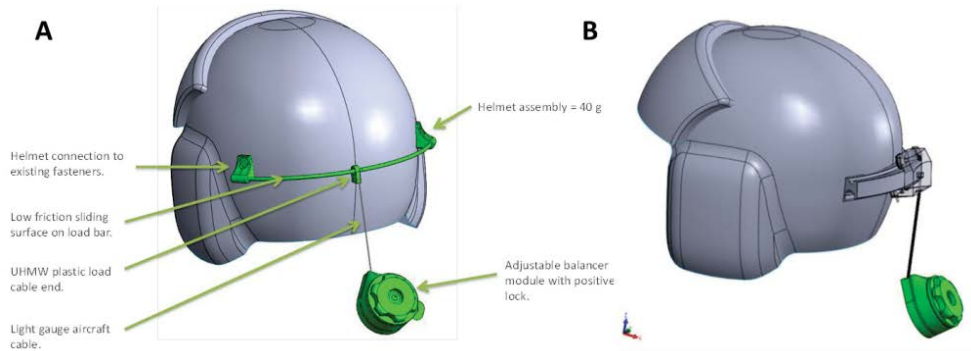 A
B
Helmet assembly = 40 g
Helmet connection to
existing fasteners.
Low friction sliding
surface on load bar.
UHMW plastic load
cable end.
Adjustable balancer
module with positive
lock.
Light gauge aircraft
cable.